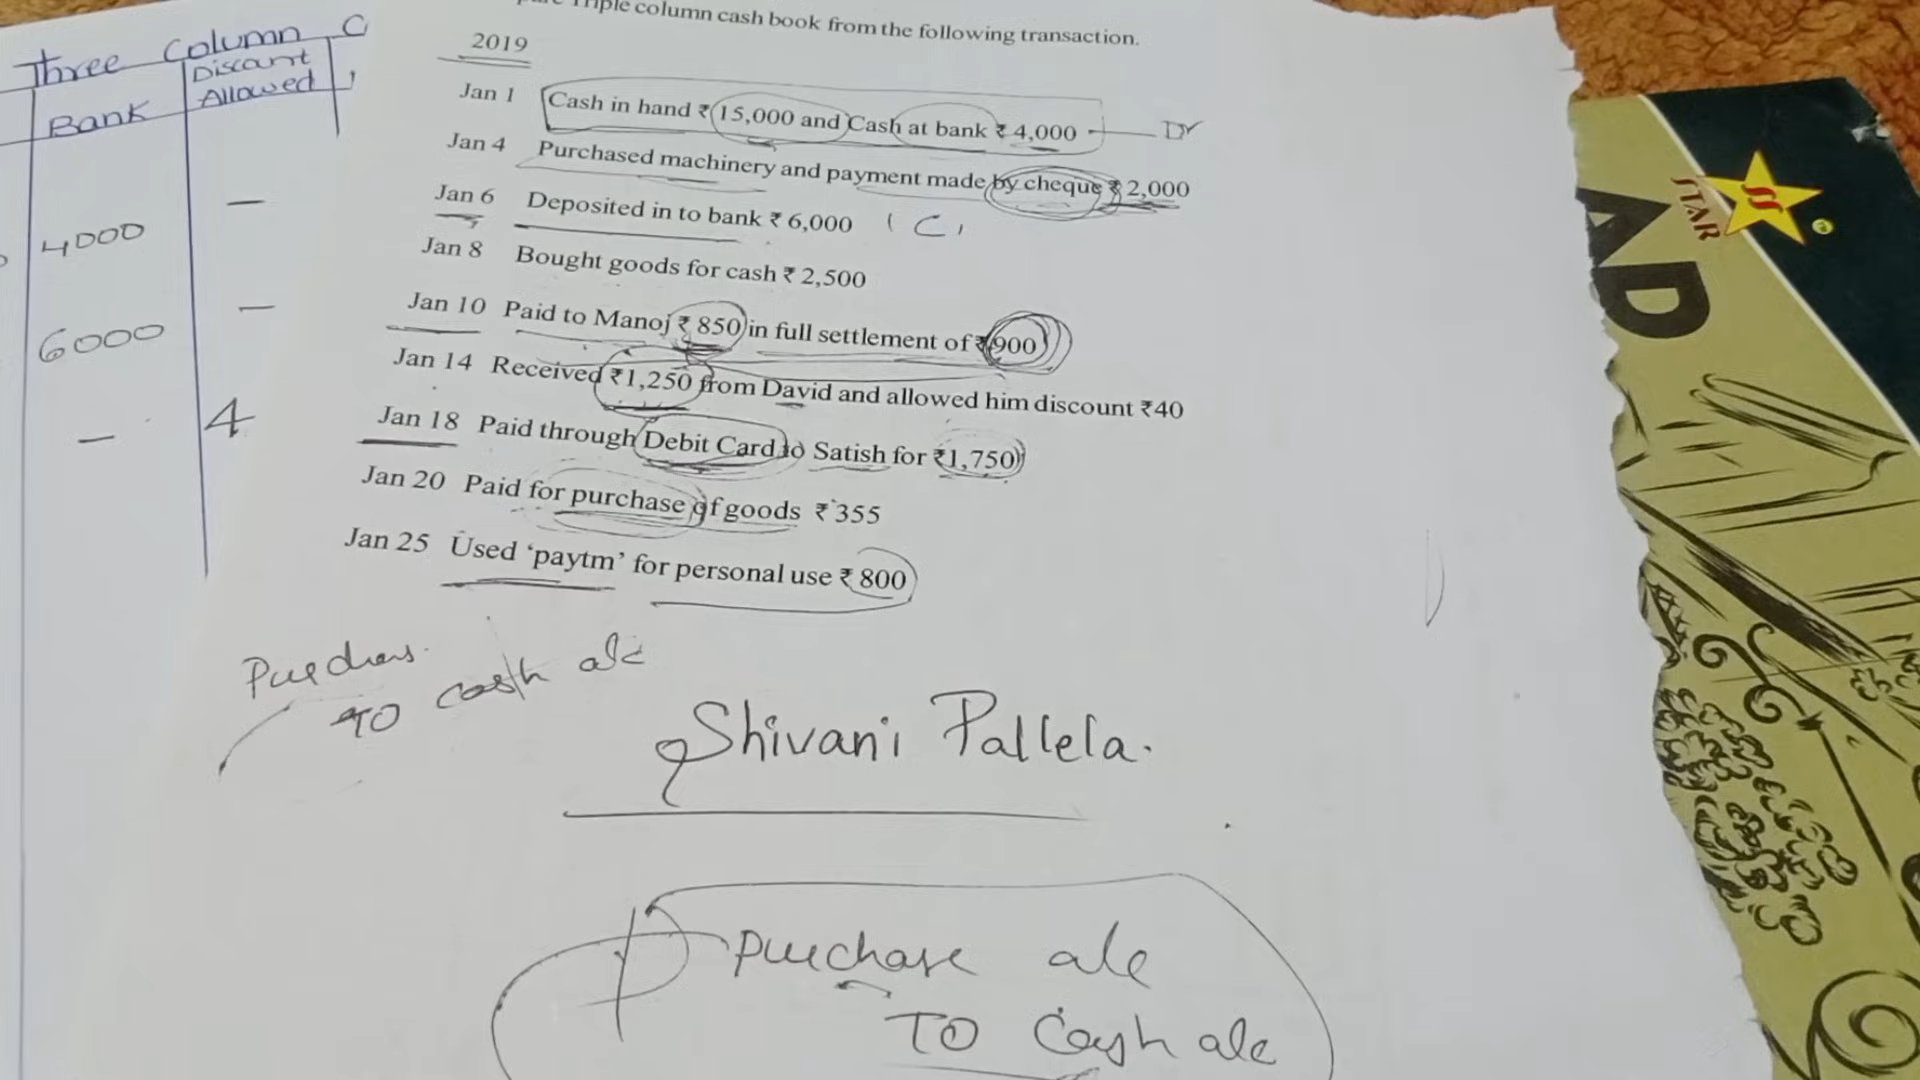 Three Column C
Bank
Discount
Allowed
4000
6000
4
Triple column cash book from the following transaction.
2019
Jan 1 Cash in hand ₹ 15,000 and Cash at bank ₹ 4,000 Dr
Jan 4 Purchased machinery and payment made by cheque ₹ 2,000
Jan 6 Deposited in to bank ₹ 6,000 (C)
Jan 8 Bought goods for cash ₹ 2,500
Jan 10 Paid to Manoj ₹ 850 in full settlement of ₹900
Jan 14 Received ₹1,250 from David and allowed him discount ₹40
Jan 18 Paid through Debit Card to Satish for ₹1,750
Jan 20 Paid for purchase of goods ₹ 355
Jan 25 Used ‘paytm’ for personal use ₹ 800
TO cash alc
Shivani Pallela.
purchase alc
TO Cash alc
STAR
SS
AD